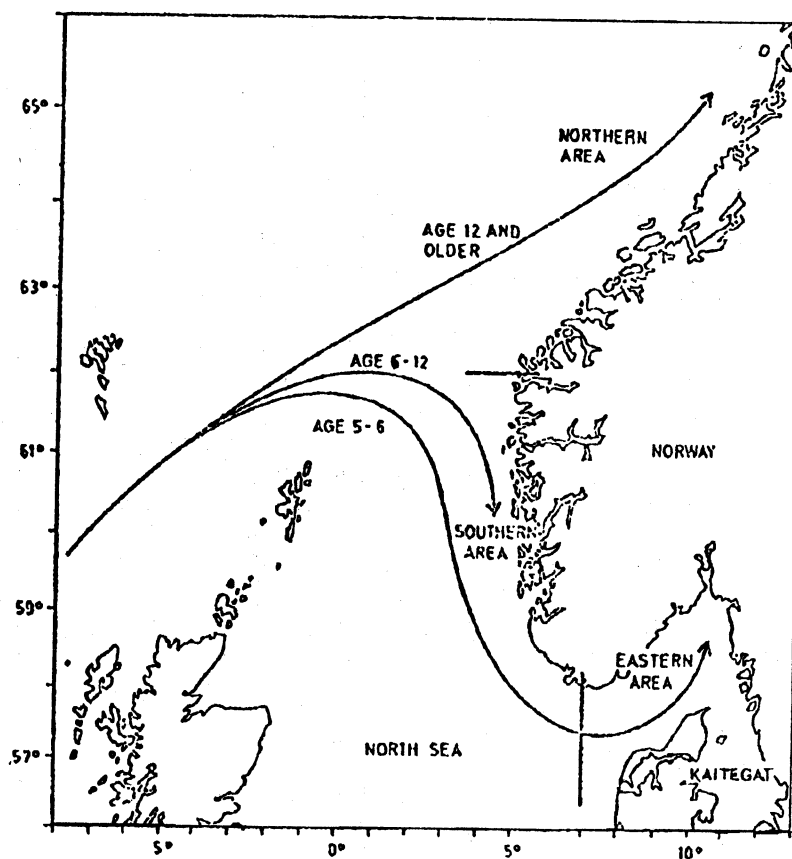 65°
NORTHERN
AREA
AGE 12 AND
OLDER
63°
AGE 6-12
AGE 5-6
61°
NORWAY
SOUTHERN
AREA
59°
EASTERN
AREA
57°
NORTH SEA
KAITEGAT
5°
0°
5°
10°